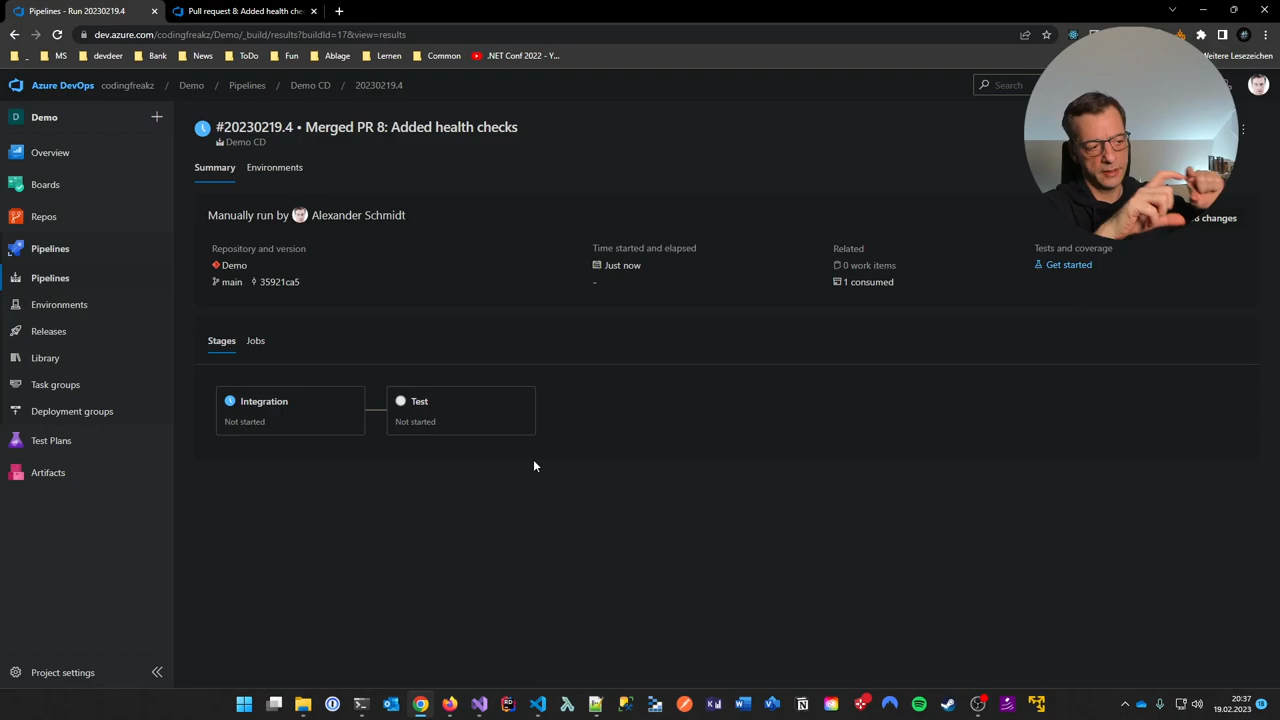 Pipelines - Run 20230219.4
Pull request 8: Added health che
dev.azure.com/codingfreakz/Demo/_build/results?buildId=17&view=results
_
MS
devdeer
Bank
News
ToDo
Fun
Ablage
Lernen
Common
.NET Conf 2022 - Y...
Weitere Lesezeichen
Azure DevOps
codingfreakz
/
Demo
/
Pipelines
/
Demo CD
/
20230219.4
Search
D
Demo
Overview
Boards
Repos
Pipelines
Pipelines
Environments
Releases
Library
Task groups
Deployment groups
Test Plans
Artifacts
Project settings
#20230219.4 • Merged PR 8: Added health checks
Demo CD
Summary
Environments
Manually run by Alexander Schmidt
8 changes
Repository and version
Demo
main
35921ca5
Time started and elapsed
Just now
-
Related
0 work items
1 consumed
Tests and coverage
Get started
Stages
Jobs
Integration
Not started
Test
Not started
20:37
19.02.2023